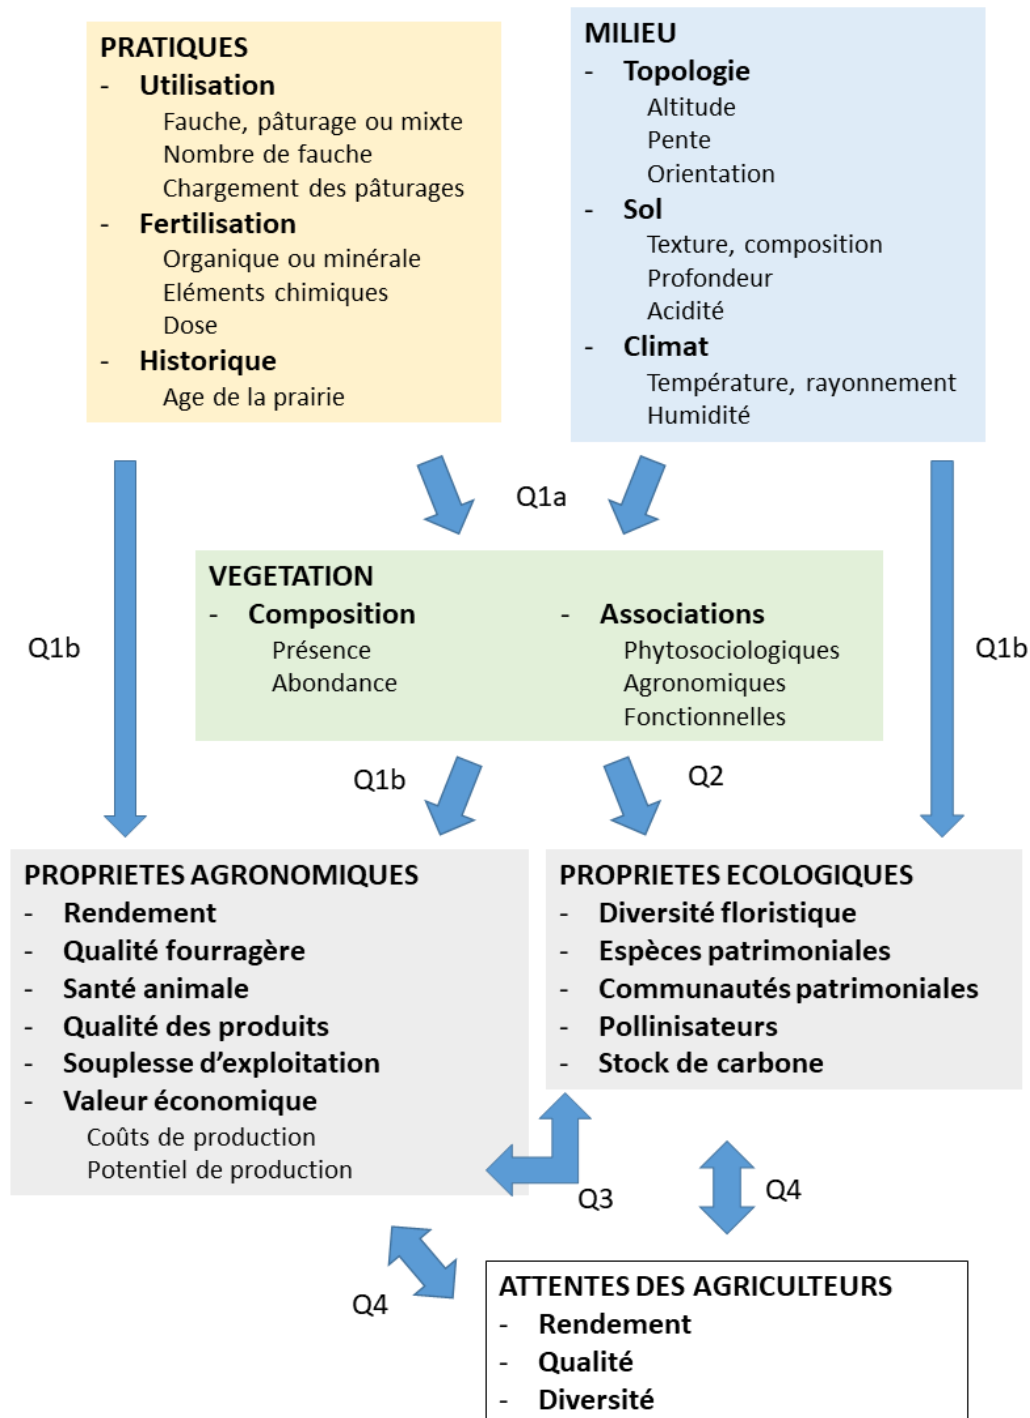 PRATIQUES
- Utilisation
Fauche, pâturage ou mixte
Nombre de fauche
Chargement des pâturages
- Fertilisation
Organique ou minérale
Eléments chimiques
Dose
- Historique
Age de la prairie
MILIEU
- Topologie
Altitude
Pente
Orientation
- Sol
Texture, composition
Profondeur
Acidité
- Climat
Température, rayonnement
Humidité
Q1a
Q1b
VEGETATION
- Composition
Présence
Abondance
- Associations
Phytosociologiques
Agronomiques
Fonctionnelles
Q1b
Q1b
Q2
PROPRIETES AGRONOMIQUES
- Rendement
- Qualité fourragère
- Santé animale
- Qualité des produits
- Souplesse d'exploitation
- Valeur économique
Coûts de production
Potentiel de production
PROPRIETES ECOLOGIQUES
- Diversité floristique
- Espèces patrimoniales
- Communautés patrimoniales
- Pollinisateurs
- Stock de carbone
Q3
Q4
Q4
ATTENTES DES AGRICULTEURS
- Rendement
- Qualité
- Diversité